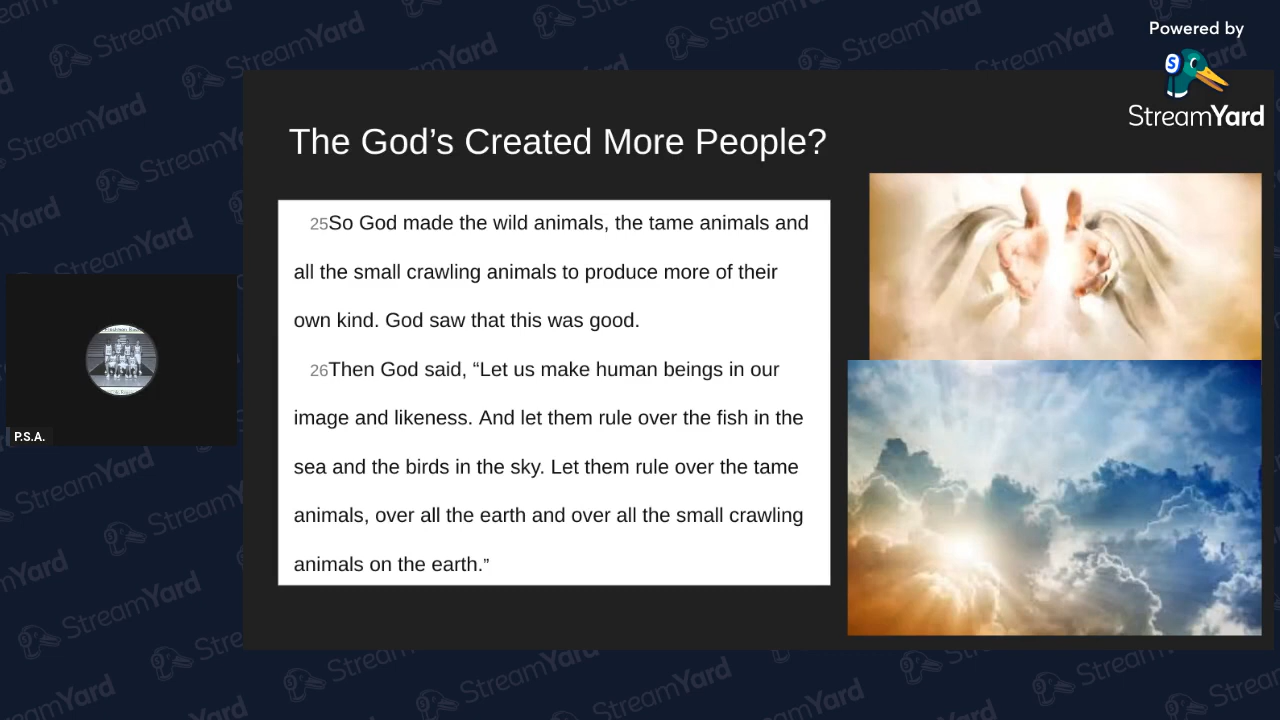 Powered by
StreamYard
The God’s Created More People?
25So God made the wild animals, the tame animals and
all the small crawling animals to produce more of their
own kind. God saw that this was good.
26Then God said, “Let us make human beings in our
image and likeness. And let them rule over the fish in the
sea and the birds in the sky. Let them rule over the tame
animals, over all the earth and over all the small crawling
animals on the earth.”
P.S.A.